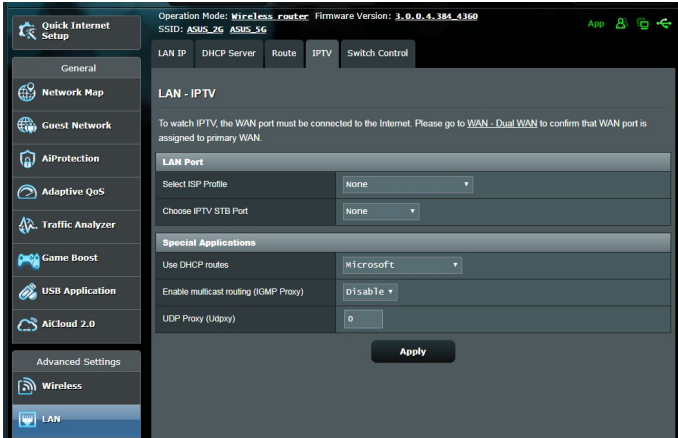 Quick Internet
Setup
General
Network Map
Guest Network
AiProtection
Adaptive QoS
Traffic Analyzer
Game Boost
USB Application
AiCloud 2.0
Advanced Settings
Wireless
LAN
Operation Mode: Wireless router Firmware Version: 3.0.0.4.384_4360
SSID: ASUS_2G ASUS_5G
App
LAN IP DHCP Server Route IPTV Switch Control
LAN - IPTV
To watch IPTV, the WAN port must be connected to the Internet. Please go to WAN - Dual WAN to confirm that WAN port is
assigned to primary WAN.
LAN Port
Select ISP Profile None
Choose IPTV STB Port None
Special Applications
Use DHCP routes Microsoft
Enable multicast routing (IGMP Proxy) Disable
UDP Proxy (Udpxy) 0
Apply